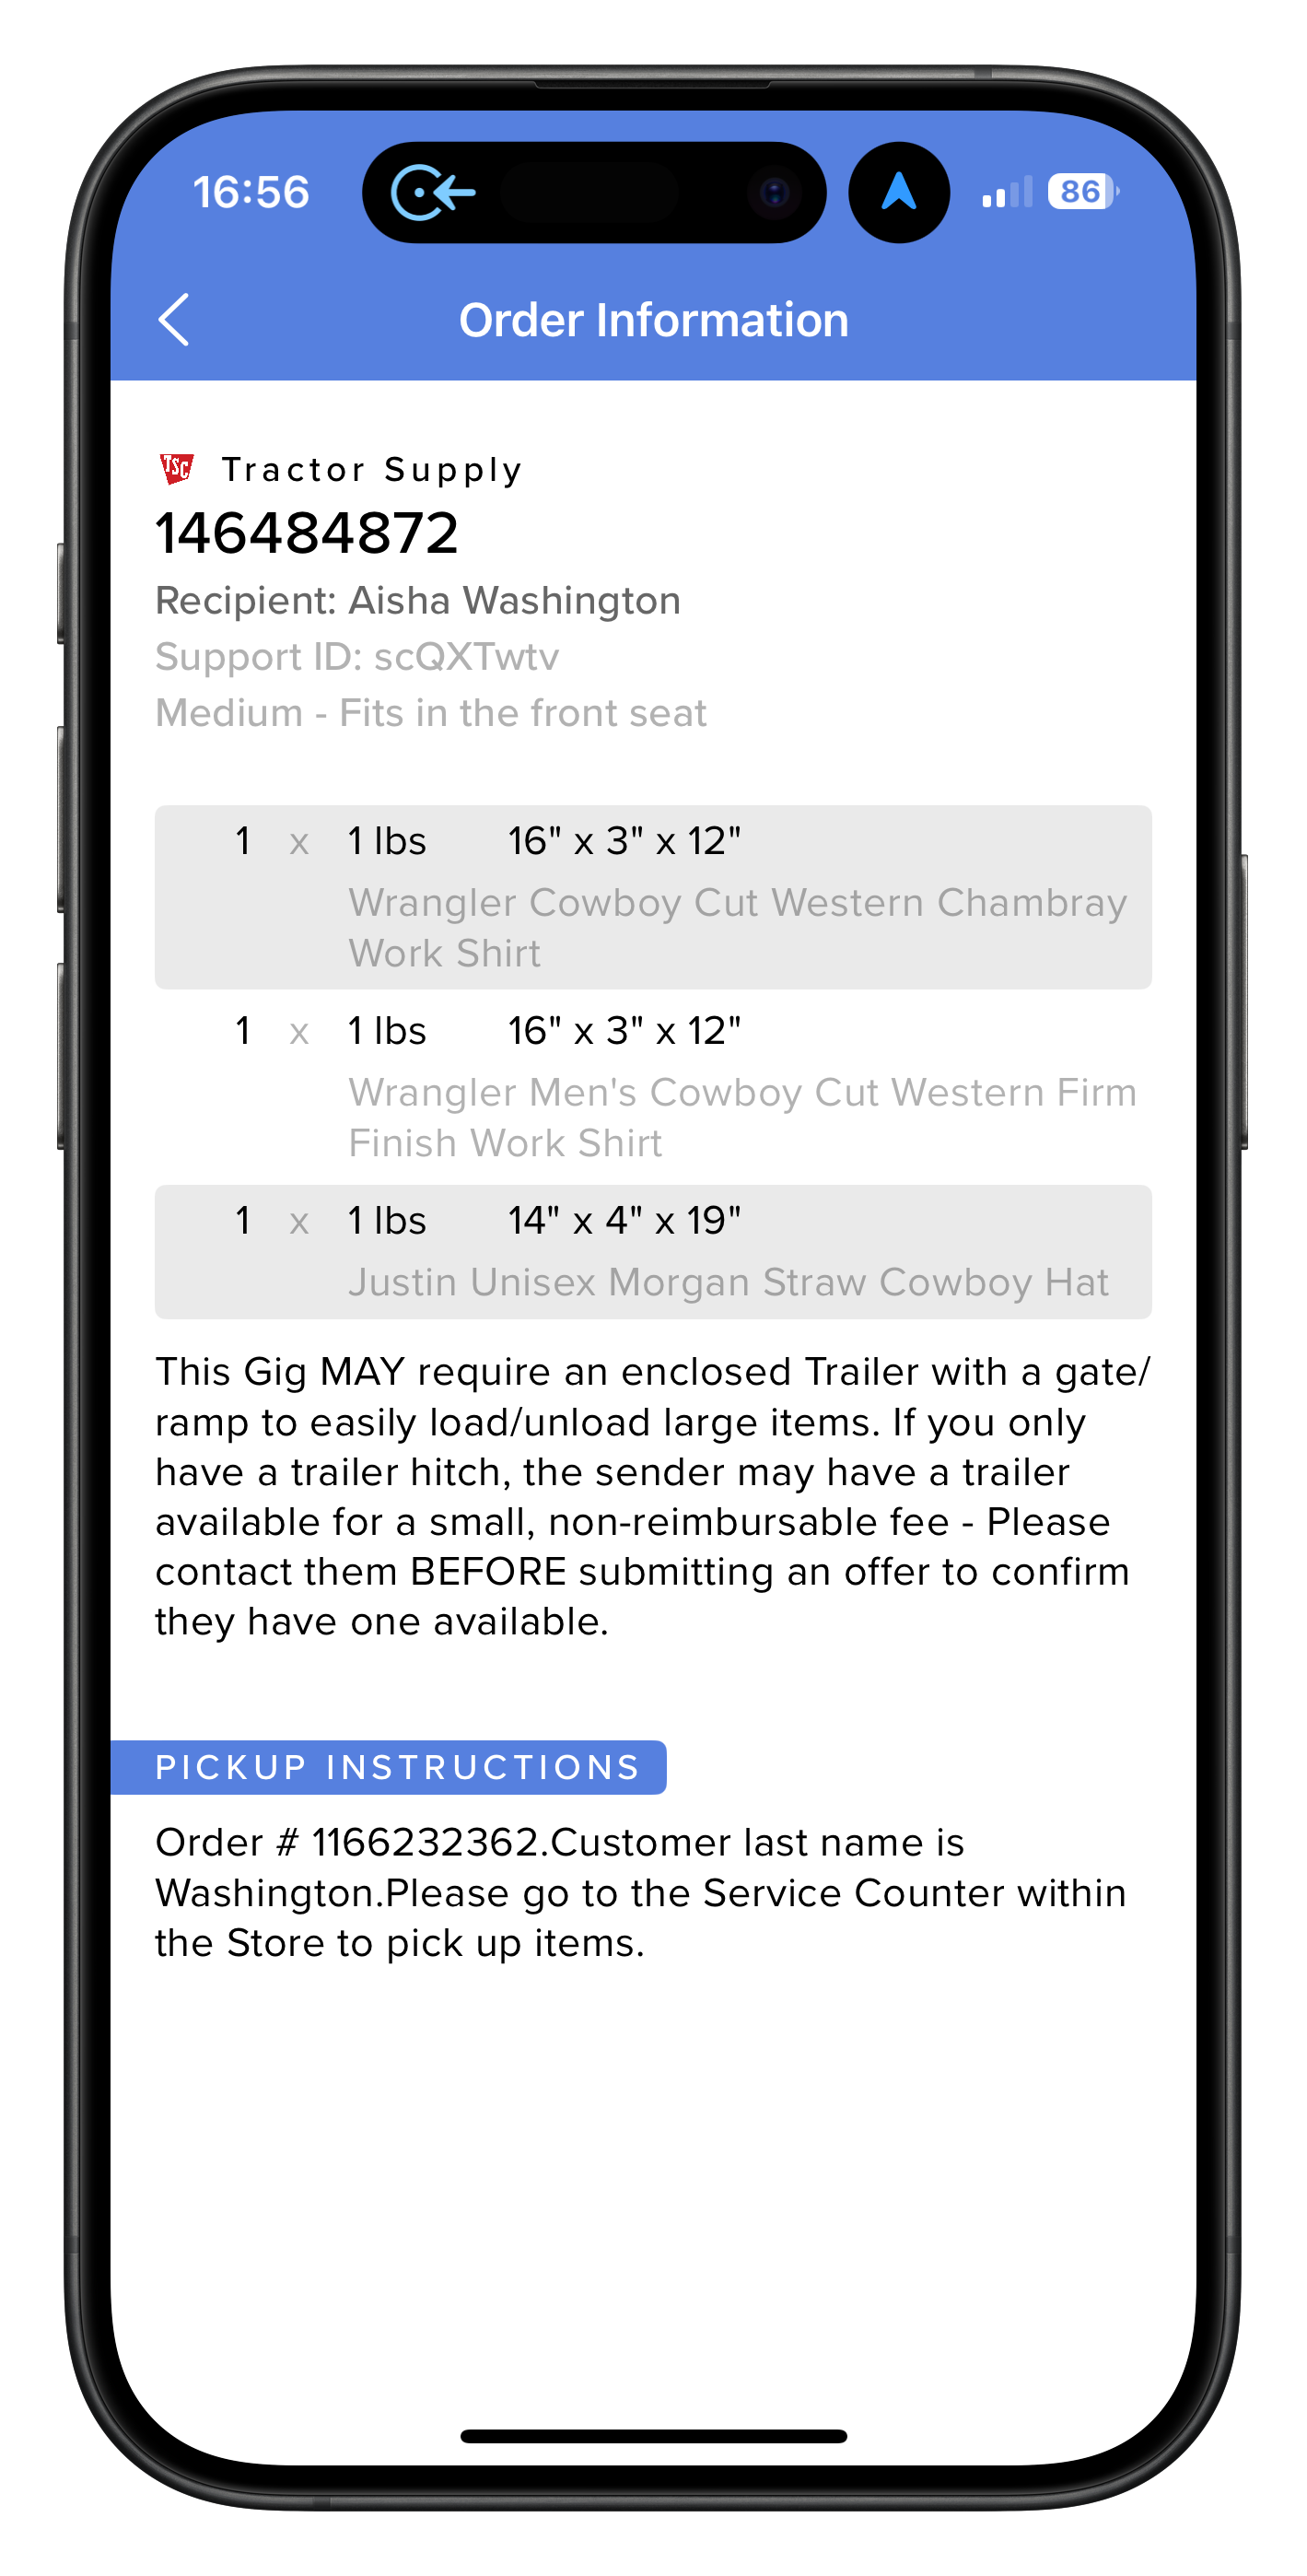 16:56
86
Order Information
TSC Tractor Supply
146484872
Recipient: Aisha Washington
Support ID: scQXTwtv
Medium - Fits in the front seat
1 x 1 lbs 16" x 3" x 12"
Wrangler Cowboy Cut Western Chambray
Work Shirt
1 x 1 lbs 16" x 3" x 12"
Wrangler Men's Cowboy Cut Western Firm
Finish Work Shirt
1 x 1 lbs 14" x 4" x 19"
Justin Unisex Morgan Straw Cowboy Hat
This Gig MAY require an enclosed Trailer with a gate/
ramp to easily load/unload large items. If you only
have a trailer hitch, the sender may have a trailer
available for a small, non-reimbursable fee - Please
contact them BEFORE submitting an offer to confirm
they have one available.
PICKUP INSTRUCTIONS
Order # 1166232362.Customer last name is
Washington.Please go to the Service Counter within
the Store to pick up items.